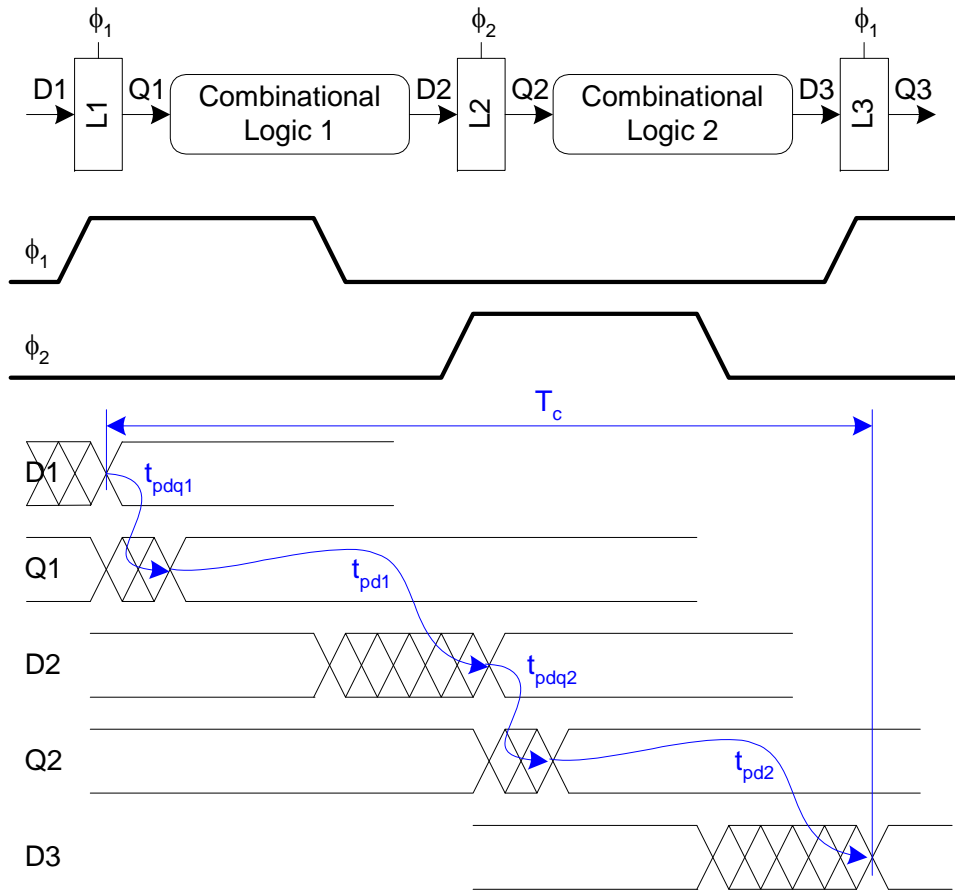 ϕ1 ϕ2 ϕ1
D1 L1 Q1 Combinational Logic 1 D2 L2 Q2 Combinational Logic 2 D3 L3 Q3
ϕ1
ϕ2
Tc
D1 tpdq1
Q1 tpd1
D2 tpdq2
Q2 tpd2
D3